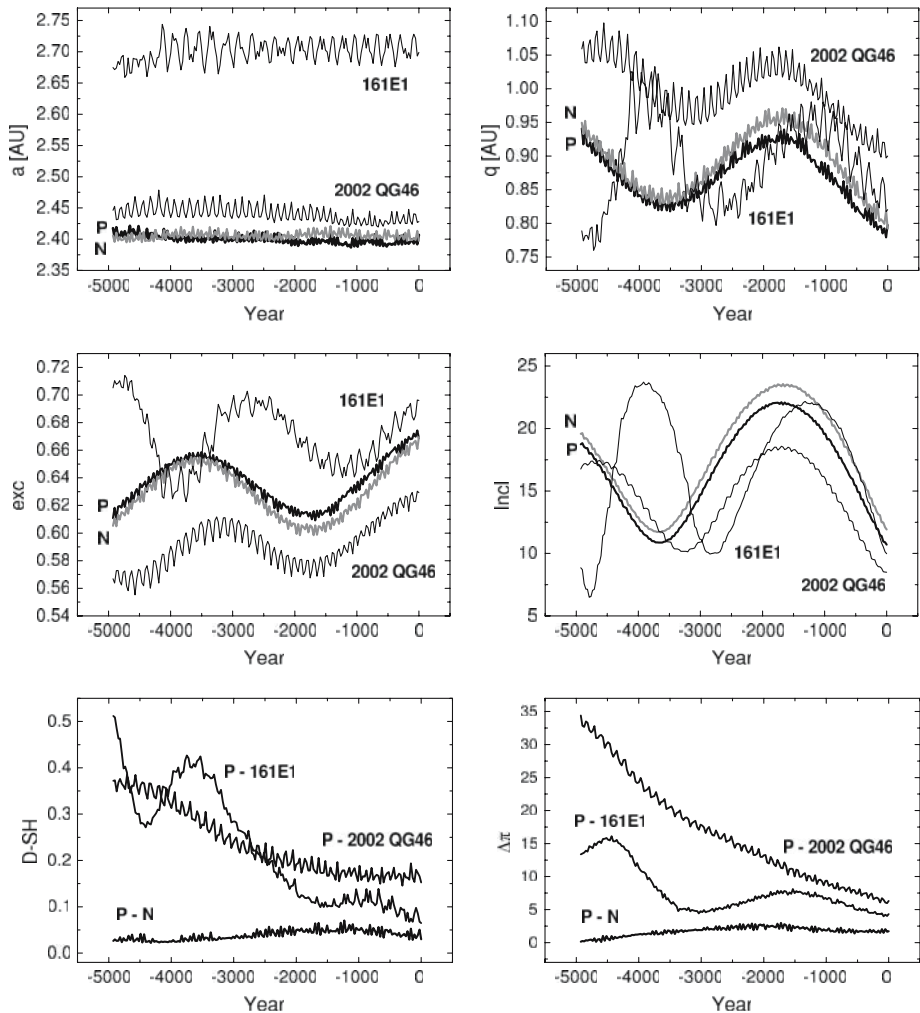 a [AU]
2.75
2.70
2.65
2.60
2.55
2.50
2.45
2.40
2.35
161E1
2002 QG46
P
N
-5000 -4000 -3000 -2000 -1000 0
Year
q [AU]
1.10
1.05
1.00
0.95
0.90
0.85
0.80
0.75
2002 QG46
N
P
161E1
-5000 -4000 -3000 -2000 -1000 0
Year
exc
0.72
0.70
0.68
0.66
0.64
0.62
0.60
0.58
0.56
0.54
161E1
P
N
2002 QG46
-5000 -4000 -3000 -2000 -1000 0
Year
Incl
25
20
15
10
5
N
P
161E1
2002 QG46
-5000 -4000 -3000 -2000 -1000 0
Year
D-SH
0.5
0.4
0.3
0.2
0.1
0.0
P - 161E1
P - 2002 QG46
P - N
-5000 -4000 -3000 -2000 -1000 0
Year
Δπ
35
30
25
20
15
10
5
0
P - 161E1
P - 2002 QG46
P - N
-5000 -4000 -3000 -2000 -1000 0
Year